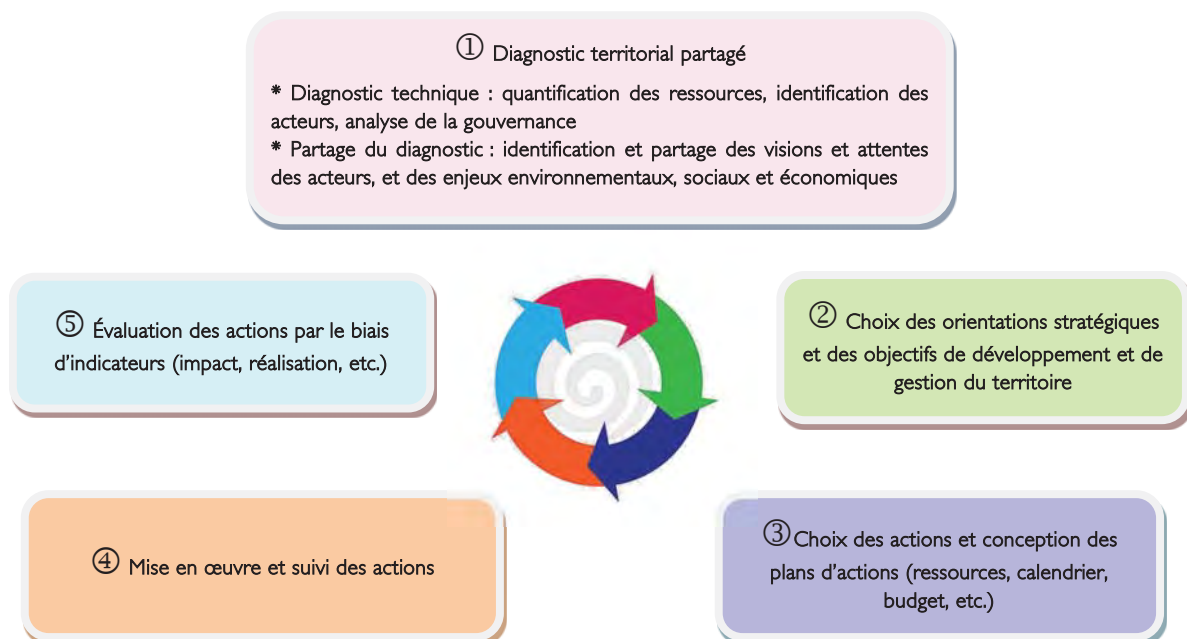 ① Diagnostic territorial partagé
* Diagnostic technique : quantification des ressources, identification des
acteurs, analyse de la gouvernance
* Partage du diagnostic : identification et partage des visions et attentes
des acteurs, et des enjeux environnementaux, sociaux et économiques
② Choix des orientations stratégiques
et des objectifs de développement et de
gestion du territoire
③Choix des actions et conception des
plans d’actions (ressources, calendrier,
budget, etc.)
④ Mise en œuvre et suivi des actions
⑤ Évaluation des actions par le biais
d’indicateurs (impact, réalisation, etc.)